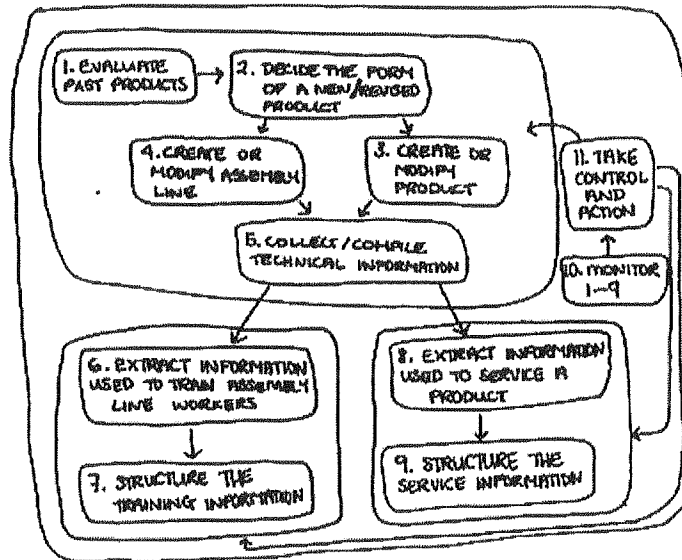 1. EVALUATE
PAST PRODUCTS
2. DECIDE THE FORM
OF A NEW/REVISED
PRODUCT
4. CREATE OR
MODIFY ASSEMBLY
LINE
3. CREATE OR
MODIFY
PRODUCT
11. TAKE
CONTROL
AND
ACTION
5. COLLECT/COMPILE
TECHNICAL INFORMATION
10. MONITOR
1-9
6. EXTRACT INFORMATION
USED TO TRAIN ASSEMBLY
LINE WORKERS
8. EXTRACT INFORMATION
USED TO SERVICE A
PRODUCT
7. STRUCTURE THE
TRAINING INFORMATION
9. STRUCTURE THE
SERVICE INFORMATION